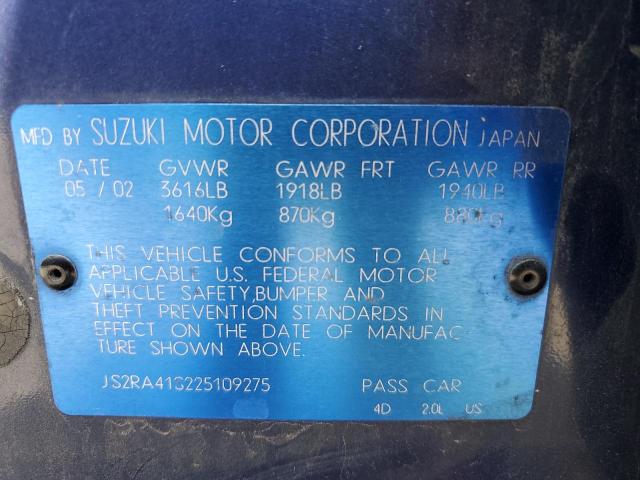 MFD BY SUZUKI MOTOR CORPORATION JAPAN
DATE GVWR GAWR FRT GAWR RR
05 / 02 3616LB 1918LB 1940LB
1640Kg 870Kg 880Kg
THIS VEHICLE CONFORMS TO ALL
APPLICABLE U.S. FEDERAL MOTOR
VEHICLE SAFETY,BUMPER AND
THEFT PREVENTION STANDARDS IN
EFFECT ON THE DATE OF MANUFAC
TURE SHOWN ABOVE.
JS2RA41S225109275 PASS CAR
4D 2.0L US